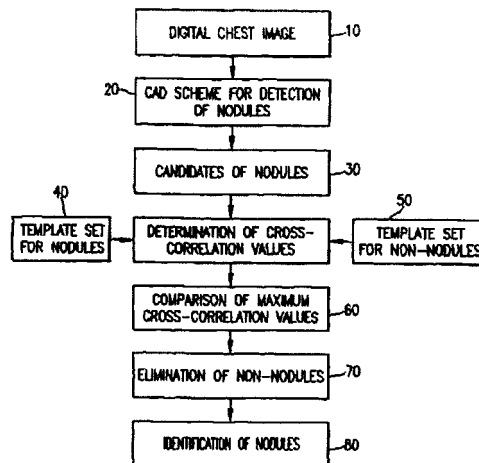 DIGITAL CHEST IMAGE
10
20
CAD SCHEME FOR DETECTION
OF NODULES
CANDIDATES OF NODULES
30
40
50
TEMPLATE SET
FOR NODULES
DETERMINATION OF CROSS-
CORRELATION VALUES
TEMPLATE SET
FOR NON-NODULES
COMPARISON OF MAXIMUM
CROSS-CORRELATION VALUES
60
ELIMINATION OF NON-NODULES
70
IDENTIFICATION OF NODULES
80